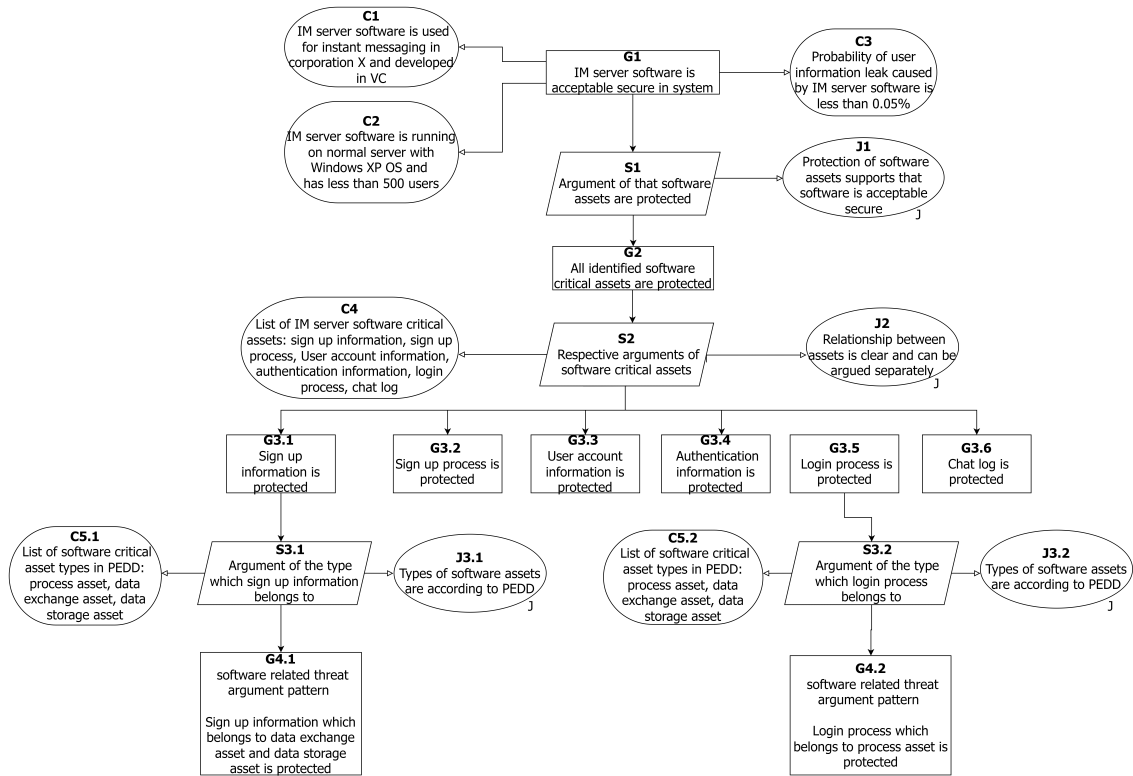 C1
IM server software is used
for instant messaging in
corporation X and developed
in VC
G1
IM server software is
acceptable secure in system
C3
Probability of user
information leak caused
by IM server software is
less than 0.05%
C2
IM server software is running
on normal server with
Windows XP OS and
has less than 500 users
S1
Argument of that software
assets are protected
J1
Protection of software
assets supports that
software is acceptable
secure
J
G2
All identified software
critical assets are protected
C4
List of IM server software critical
assets: sign up information, sign up
process, User account information,
authentication information, login
process, chat log
S2
Respective arguments of
software critical assets
J2
Relationship between
assets is clear and can be
argued separately
J
G3.1
Sign up
information is
protected
G3.2
Sign up process is
protected
G3.3
User account
information is
protected
G3.4
Authentication
information is
protected
G3.5
Login process is
protected
G3.6
Chat log is
protected
C5.1
List of software critical
asset types in PEDD:
process asset, data
exchange asset, data
storage asset
S3.1
Argument of the type
which sign up information
belongs to
J3.1
Types of software assets
are according to PEDD
J
C5.2
List of software critical
asset types in PEDD:
process asset, data
exchange asset, data
storage asset
S3.2
Argument of the type
which login process
belongs to
J3.2
Types of software assets
are according to PEDD
J
G4.1
software related threat
argument pattern
Sign up information which
belongs to data exchange
asset and data storage
asset is protected
G4.2
software related threat
argument pattern
Login process which
belongs to process asset is
protected